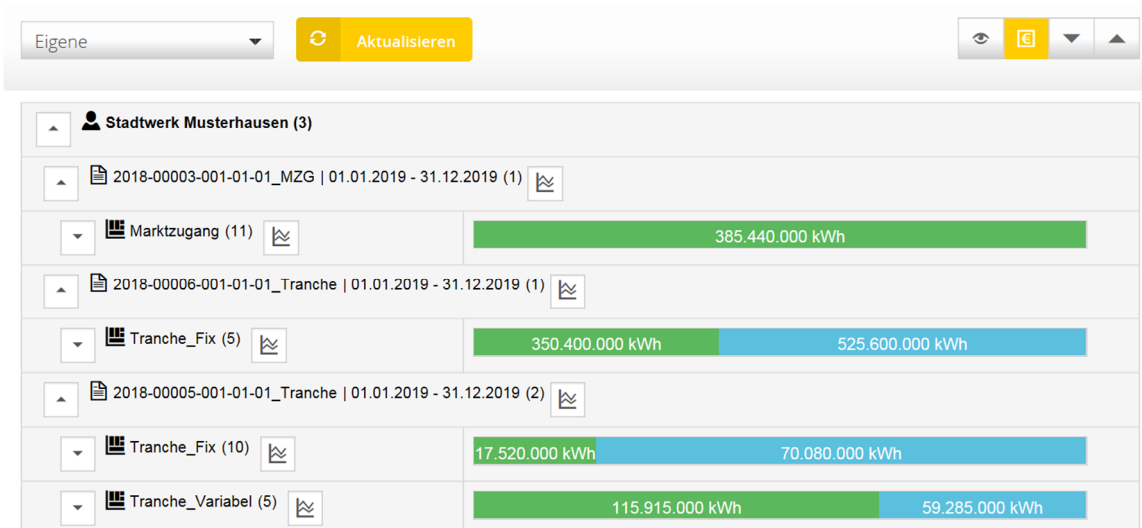 Eigene
Aktualisieren
Stadtwerk Musterhausen (3)
2018-00003-001-01-01_MZG | 01.01.2019 - 31.12.2019 (1)
Marktzugang (11)
385.440.000 kWh
2018-00006-001-01-01_Tranche | 01.01.2019 - 31.12.2019 (1)
Tranche_Fix (5)
350.400.000 kWh
525.600.000 kWh
2018-00005-001-01-01_Tranche | 01.01.2019 - 31.12.2019 (2)
Tranche_Fix (10)
17.520.000 kWh
70.080.000 kWh
Tranche_Variabel (5)
115.915.000 kWh
59.285.000 kWh